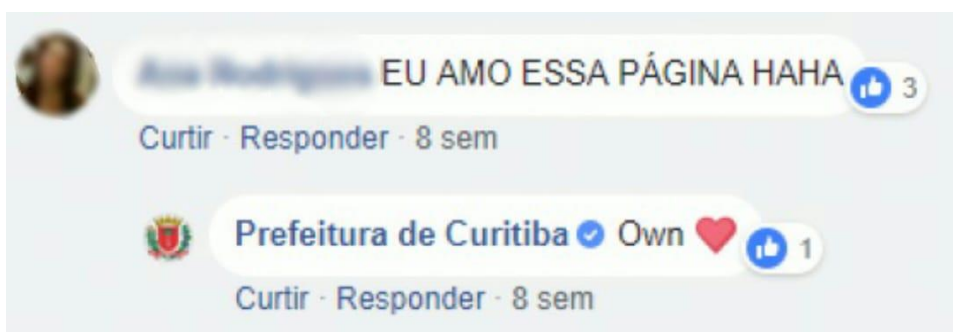 EU AMO ESSA PÁGINA HAHA 3
Curtir · Responder · 8 sem
Prefeitura de Curitiba Own ❤ 1
Curtir · Responder · 8 sem